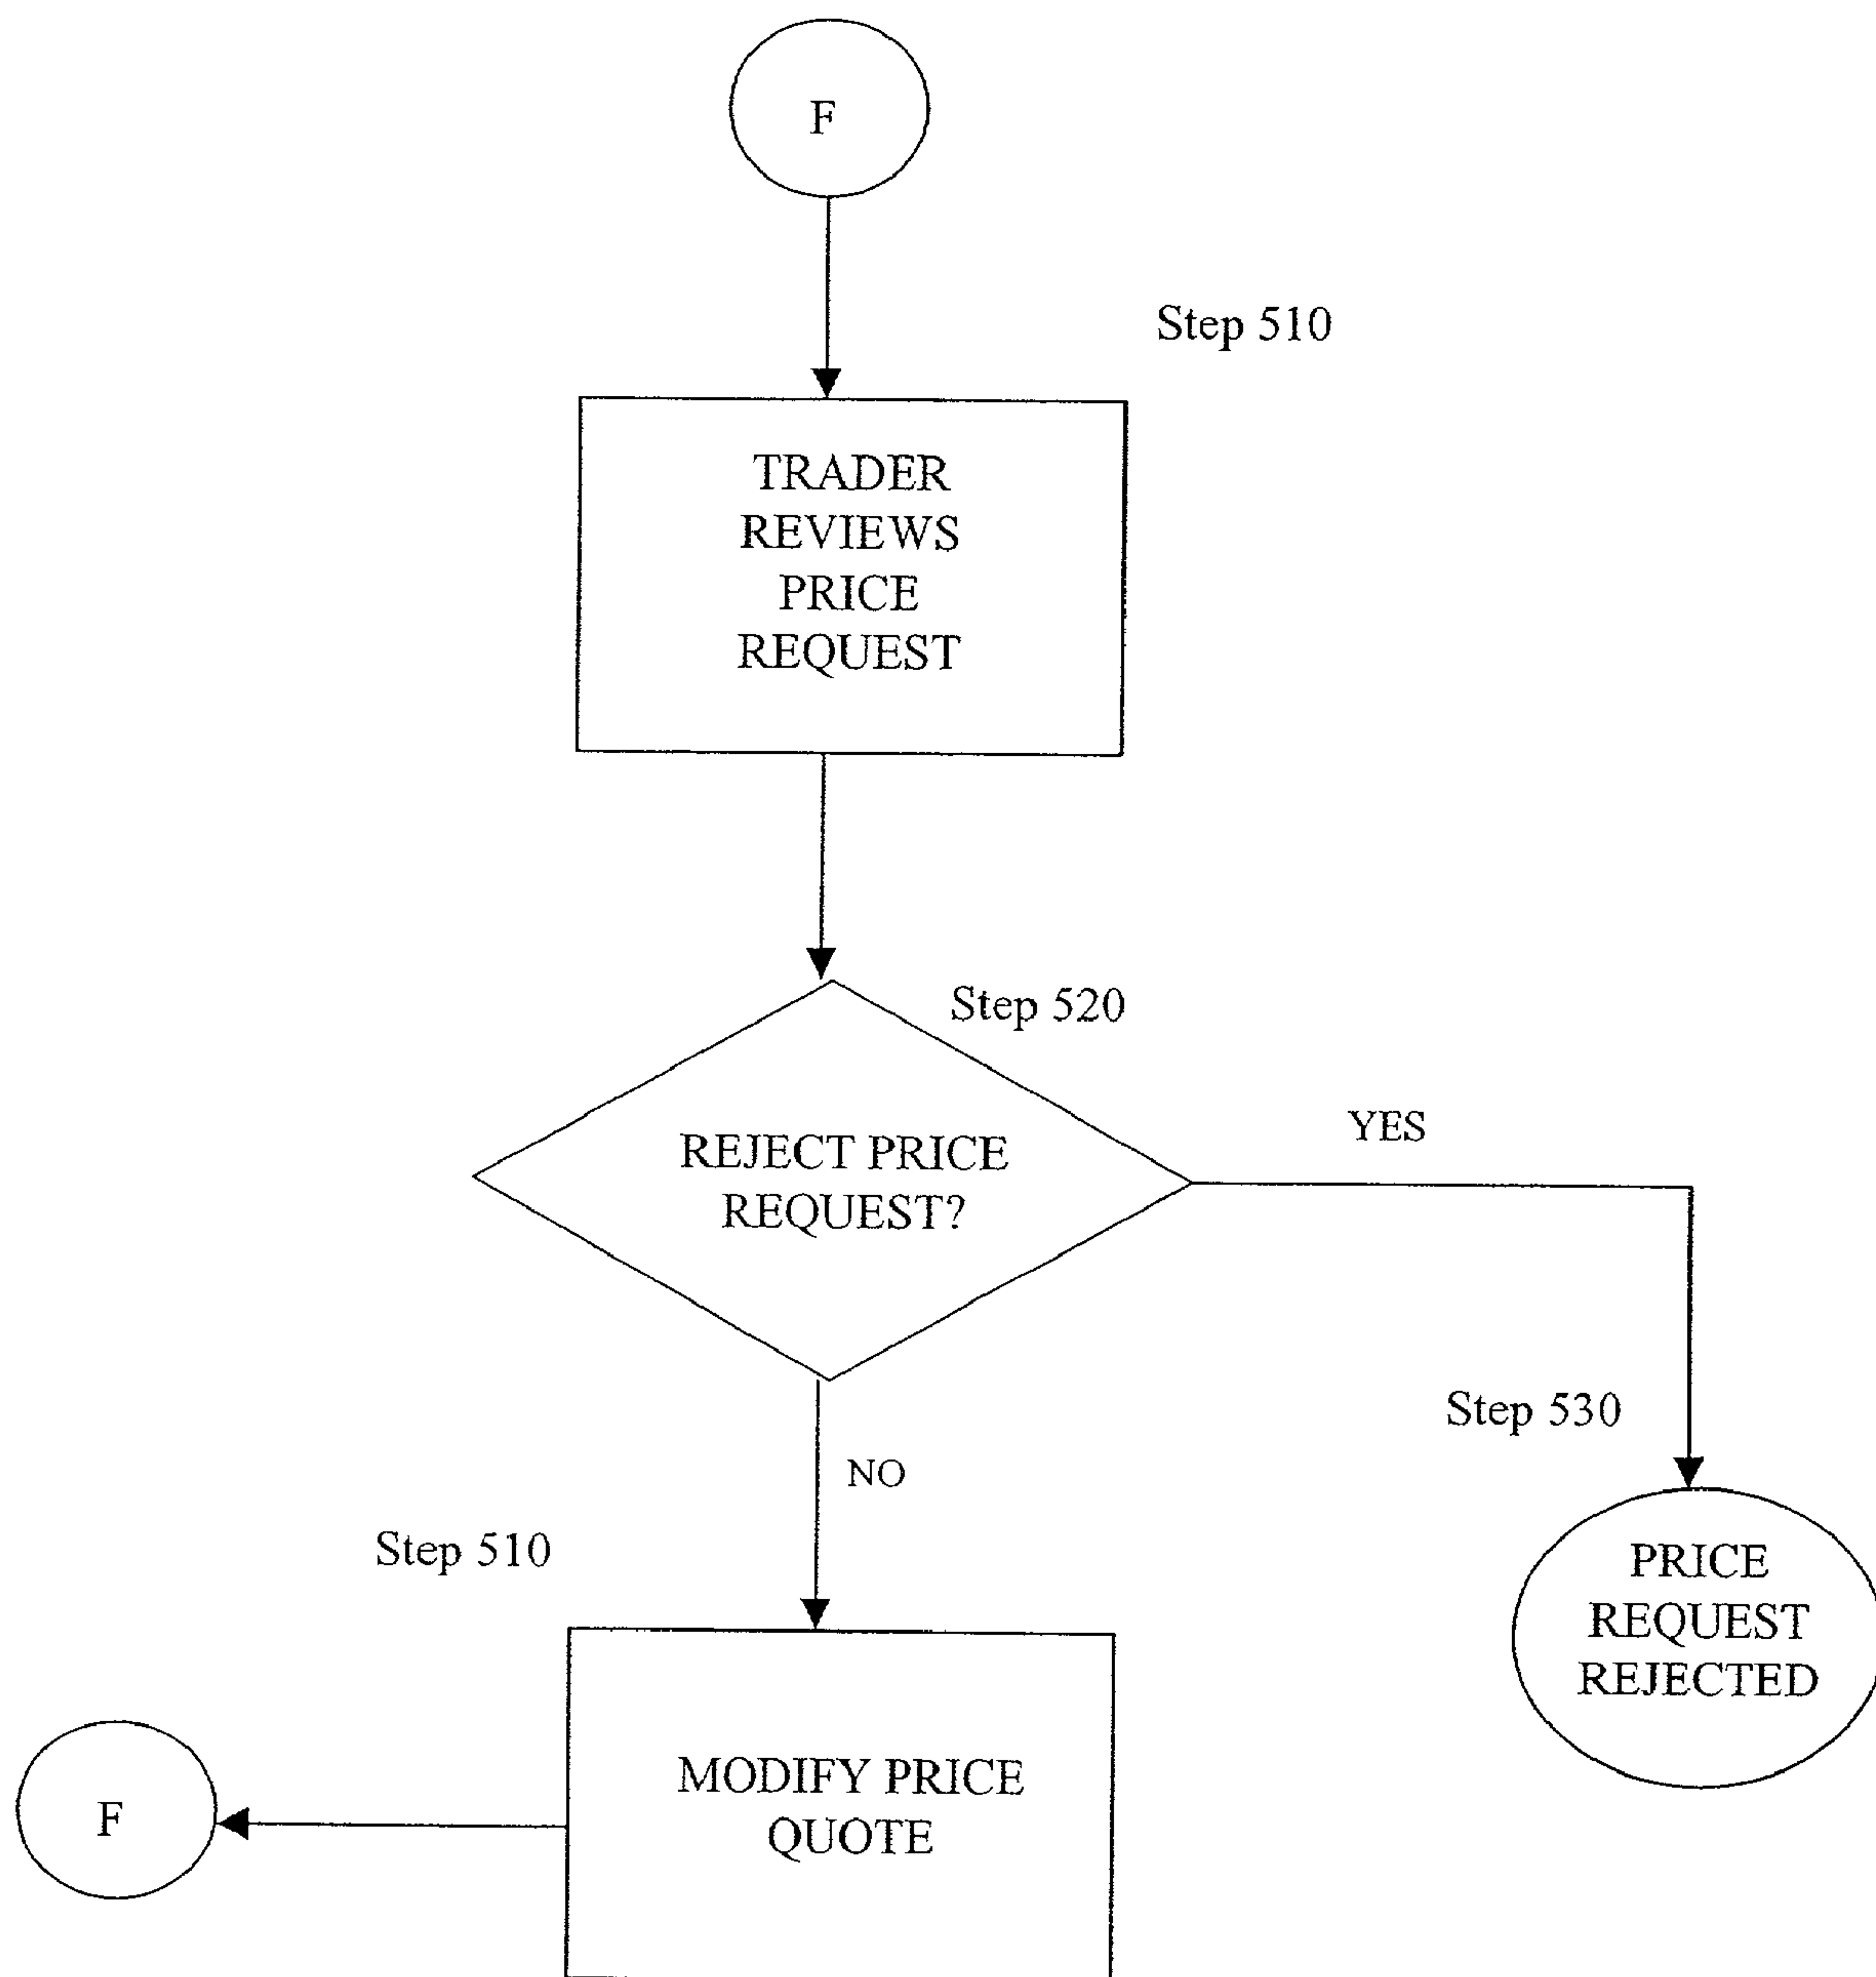 F
Step 510
TRADER
REVIEWS
PRICE
REQUEST
Step 520
REJECT PRICE
REQUEST?
YES
Step 530
NO
Step 510
PRICE
REQUEST
REJECTED
MODIFY PRICE
QUOTE
F